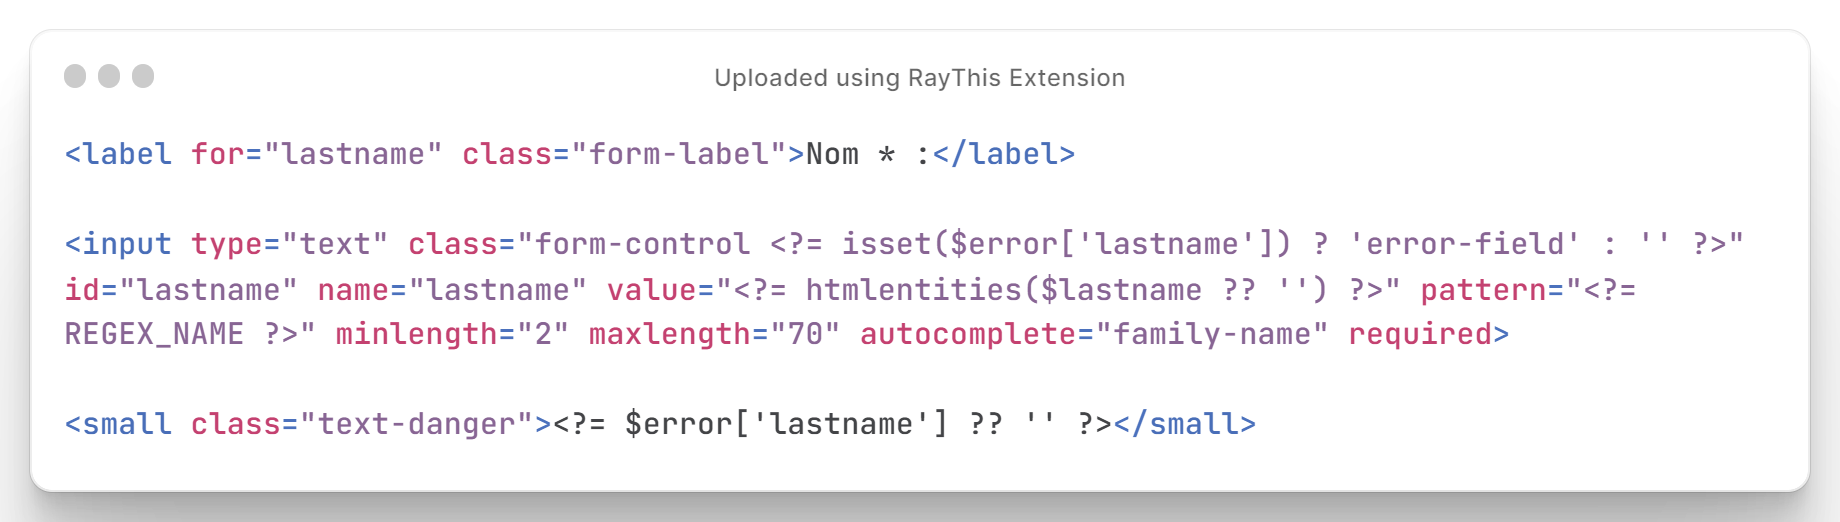 Uploaded using RayThis Extension
<label for="lastname" class="form-label">Nom * :</label>
<input type="text" class="form-control <?= isset($error['lastname']) ? 'error-field' : '' ?>"
id="lastname" name="lastname" value="<?= htmlentities($lastname ?? '') ?>" pattern="<?=
REGEX_NAME ?>" minlength="2" maxlength="70" autocomplete="family-name" required>
<small class="text-danger"><?= $error['lastname'] ?? '' ?></small>